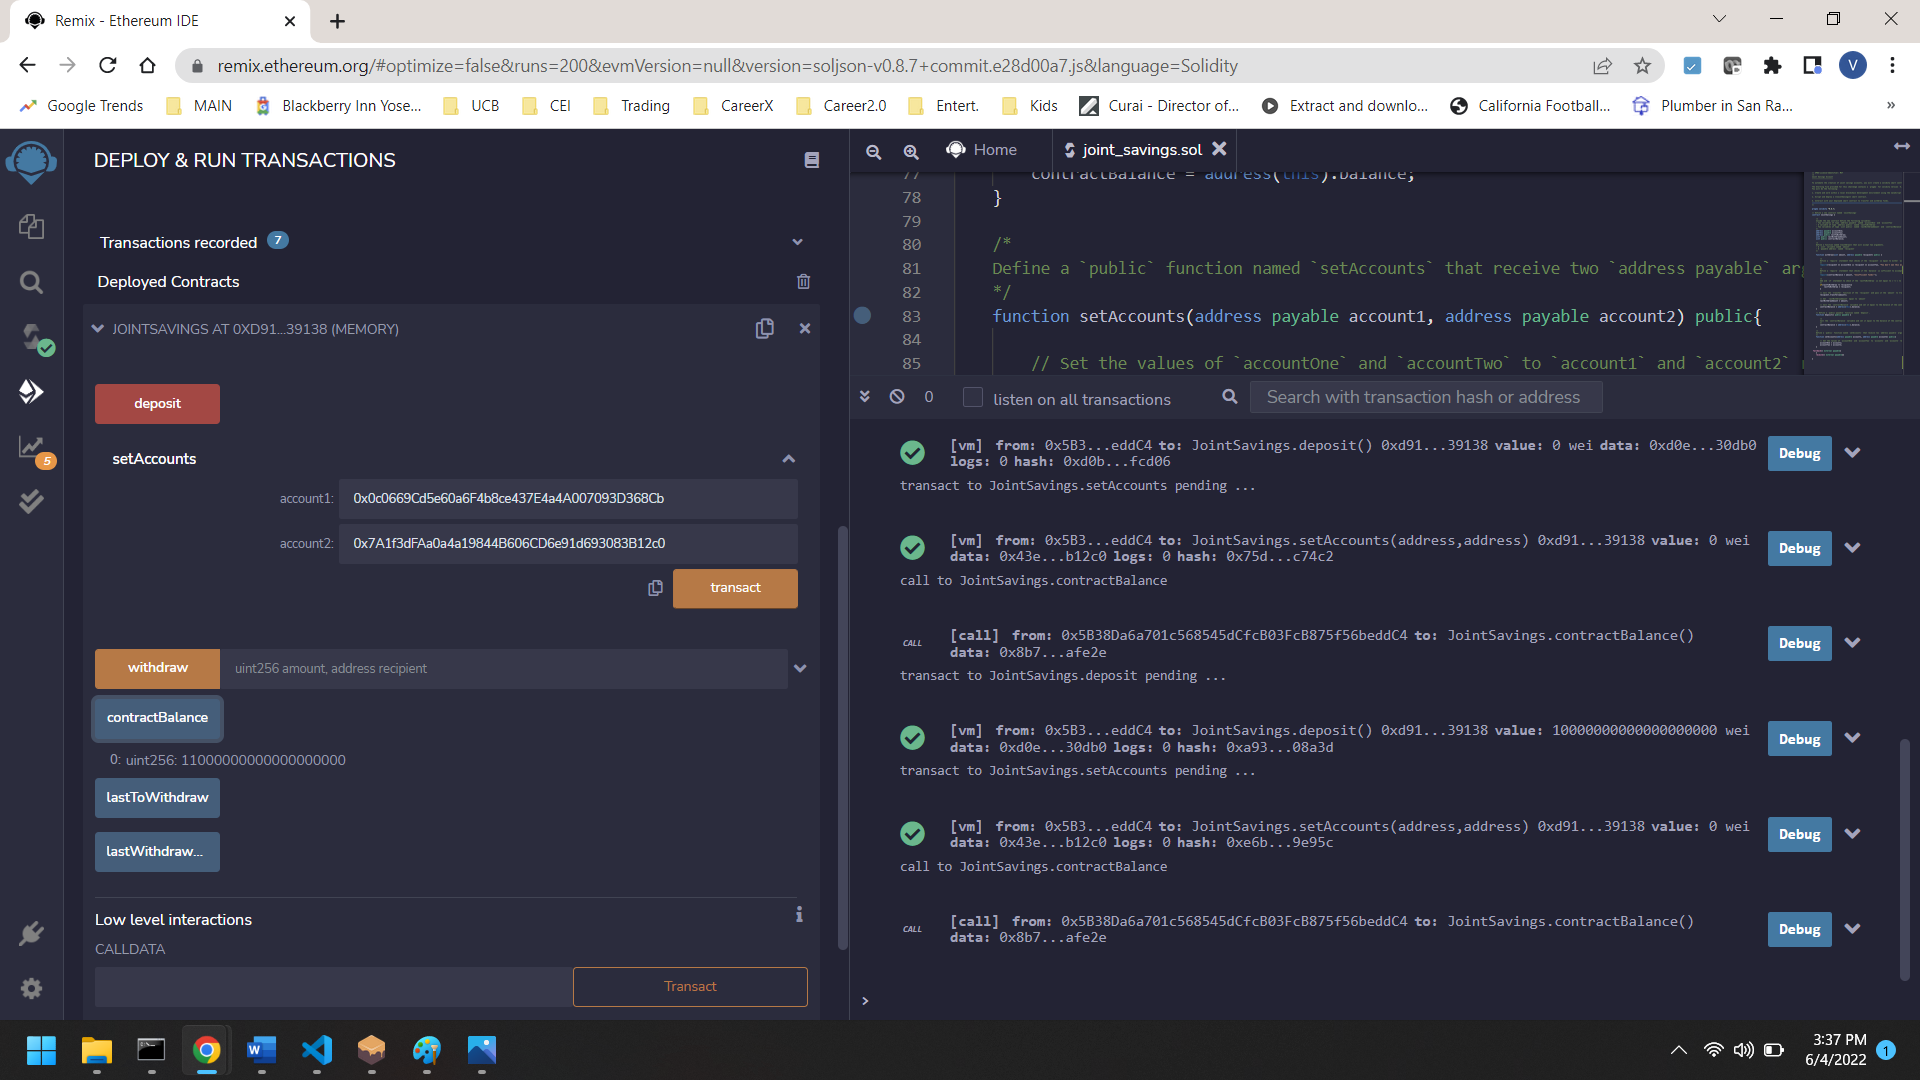 Remix - Ethereum IDE
remix.ethereum.org/#optimize=false&runs=200&evmVersion=null&version=soljson-v0.8.7+commit.e28d00a7.js&language=Solidity
V
Google Trends
MAIN
Blackberry Inn Yose...
UCB
CEI
Trading
CareerX
Career2.0
Entert.
Kids
Curai - Director of...
Extract and downlo...
California Football...
Plumber in San Ra...
»
DEPLOY & RUN TRANSACTIONS
Transactions recorded 7
Deployed Contracts
JOINTSAVINGS AT 0XD91...39138 (MEMORY)
deposit
setAccounts
account1: 0x0c0669Cd5e60a6F4b8ce437E4a4A007093D368Cb
account2: 0x7A1f3dFAa0a4a19844B606CD6e91d693083B12c0
transact
withdraw
uint256 amount, address recipient
contractBalance
0: uint256: 11000000000000000000
lastToWithdraw
lastWithdraw...
Low level interactions
i
CALLDATA
Transact
5
Home
joint_savings.sol
77 contractBalance = address(this).balance;
78 }
79
80 /*
81 Define a `public` function named `setAccounts` that receive two `address payable` ar
82 */
83 function setAccounts(address payable account1, address payable account2) public{
84
85 // Set the values of `accountOne` and `accountTwo` to `account1` and `account2`
0
listen on all transactions
Search with transaction hash or address
[vm] from: 0x5B3...eddC4 to: JointSavings.deposit() 0xd91...39138 value: 0 wei data: 0xd0e...30db0
logs: 0 hash: 0xd0b...fcd06
Debug
transact to JointSavings.setAccounts pending ...
[vm] from: 0x5B3...eddC4 to: JointSavings.setAccounts(address,address) 0xd91...39138 value: 0 wei
data: 0x43e...b12c0 logs: 0 hash: 0x75d...c74c2
Debug
call to JointSavings.contractBalance
CALL
[call] from: 0x5B38Da6a701c568545dCfcB03FcB875f56beddC4 to: JointSavings.contractBalance()
data: 0x8b7...afe2e
Debug
transact to JointSavings.deposit pending ...
[vm] from: 0x5B3...eddC4 to: JointSavings.deposit() 0xd91...39138 value: 10000000000000000000 wei
data: 0xd0e...30db0 logs: 0 hash: 0xa93...08a3d
Debug
transact to JointSavings.setAccounts pending ...
[vm] from: 0x5B3...eddC4 to: JointSavings.setAccounts(address,address) 0xd91...39138 value: 0 wei
data: 0x43e...b12c0 logs: 0 hash: 0xe6b...9e95c
Debug
call to JointSavings.contractBalance
CALL
[call] from: 0x5B38Da6a701c568545dCfcB03FcB875f56beddC4 to: JointSavings.contractBalance()
data: 0x8b7...afe2e
Debug
>
3:37 PM
6/4/2022
1